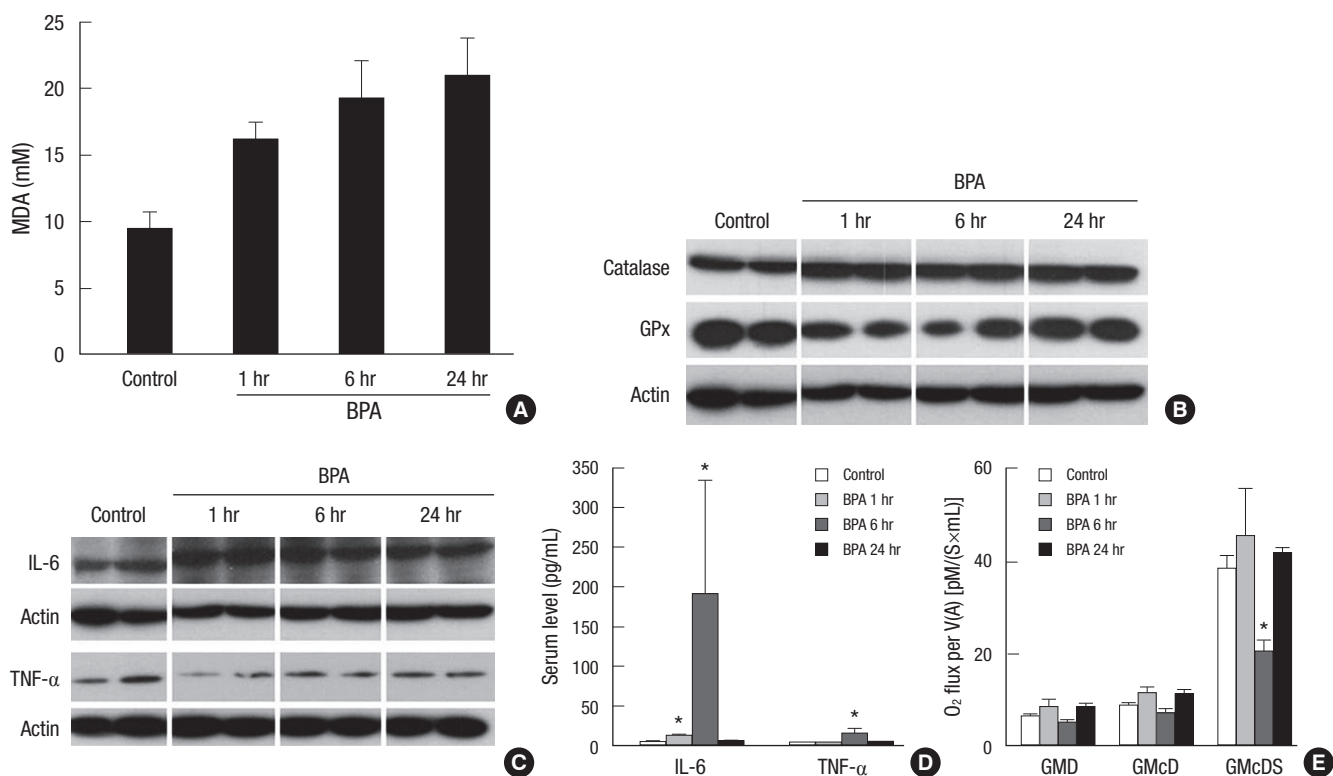 25
20
15
10
5
0
MDA (mM)
Control
1 hr
6 hr
24 hr
BPA
A
BPA
Control
1 hr
6 hr
24 hr
Catalase
GPx
Actin
B
BPA
Control
1 hr
6 hr
24 hr
IL-6
Actin
TNF-α
Actin
C
350
300
250
200
150
100
50
0
Serum level (pg/mL)
Control
BPA 1 hr
BPA 6 hr
BPA 24 hr
*
*
*
IL-6
TNF-α
D
60
40
20
0
O₂ flux per V(A) [pM/(S×mL)]
Control
BPA 1 hr
BPA 6 hr
BPA 24 hr
*
GMD
GMcD
GMcDS
E